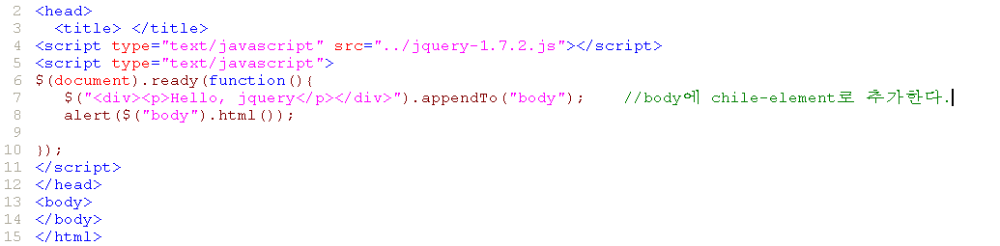 2 <head>
3   <title> </title>
4 <script type="text/javascript" src="../jquery-1.7.2.js"></script>
5 <script type="text/javascript">
6 $(document).ready(function(){
7    $("<div><p>Hello, jquery</p></div>").appendTo("body");    //body에 chile-element로 추가한다.
8    alert($("body").html());
9
10 });
11 </script>
12 </head>
13 <body>
14 </body>
15 </html>